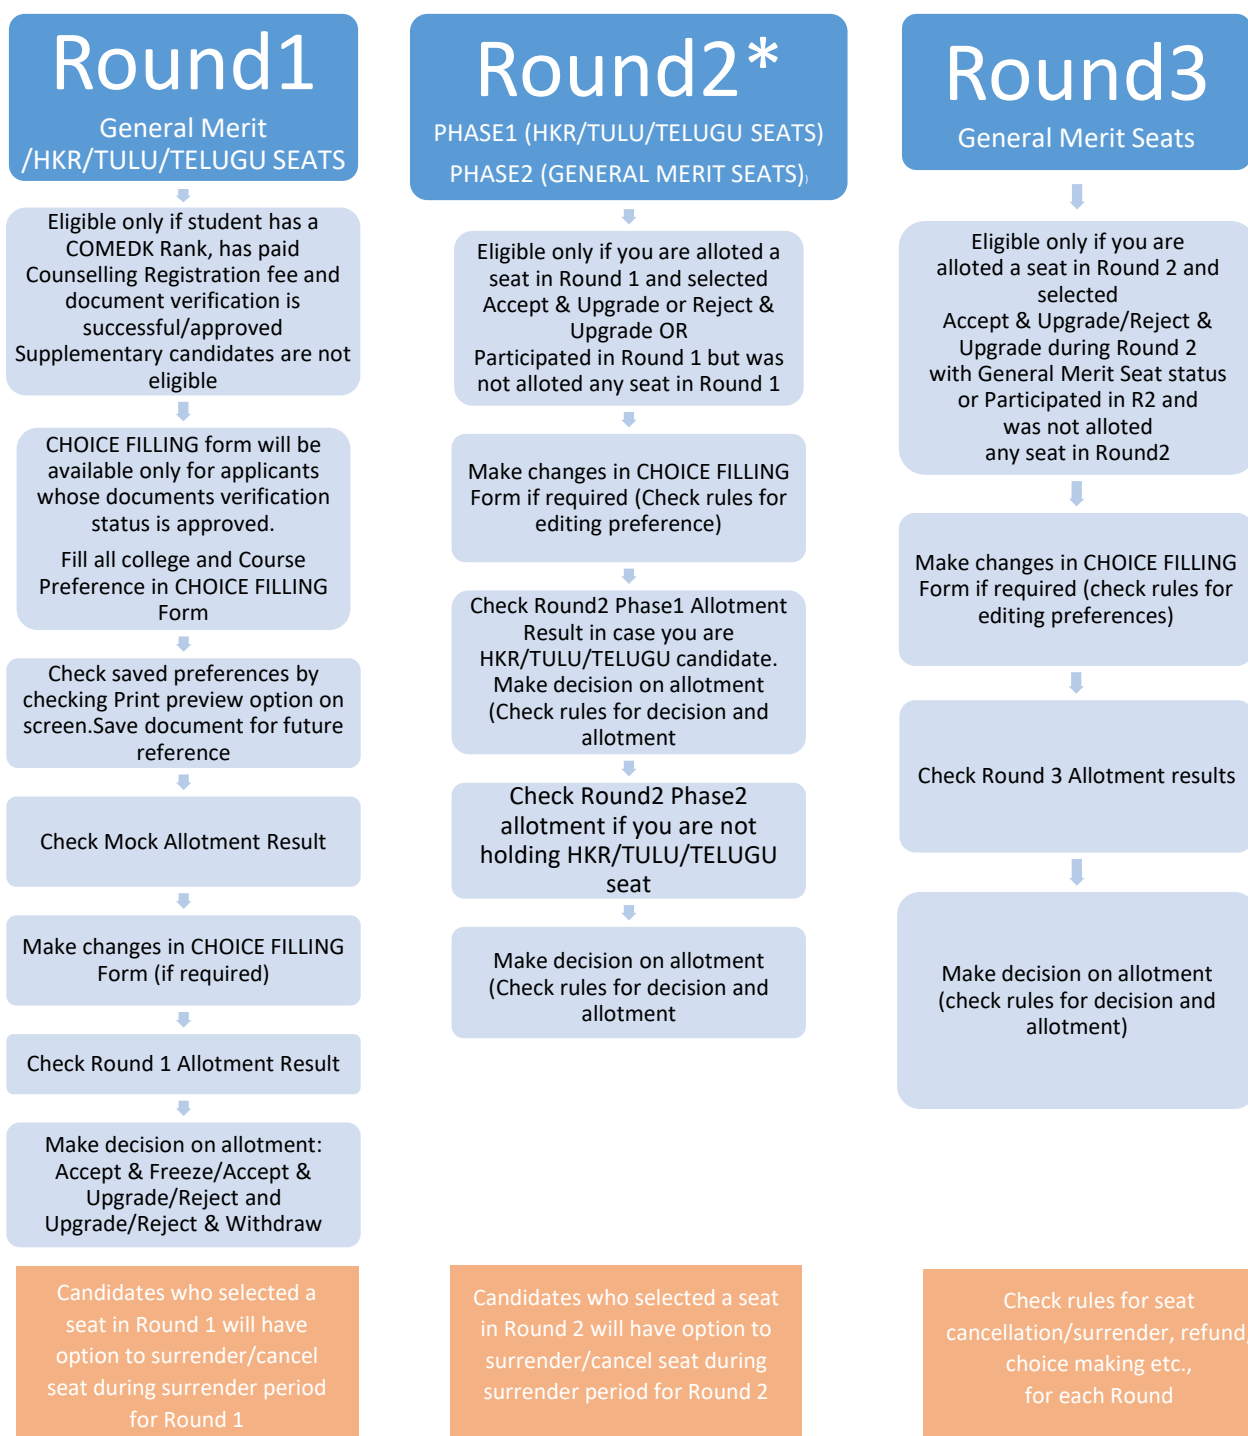 Round1
General Merit
/HKR/TULU/TELUGU SEATS
Eligible only if student has a
COMEDK Rank, has paid
Counselling Registration fee and
document verification is
successful/approved
Supplementary candidates are not
eligible
CHOICE FILLING form will be
available only for applicants
whose documents verification
status is approved.
Fill all college and Course
Preference in CHOICE FILLING
Form
Check saved preferences by
checking Print preview option on
screen.Save document for future
reference
Check Mock Allotment Result
Make changes in CHOICE FILLING
Form (if required)
Check Round 1 Allotment Result
Make decision on allotment:
Accept & Freeze/Accept &
Upgrade/Reject and
Upgrade/Reject & Withdraw
Candidates who selected a
seat in Round 1 will have
option to surrender/cancel
seat during surrender period
for Round 1
Round2*
PHASE1 (HKR/TULU/TELUGU SEATS)
PHASE2 (GENERAL MERIT SEATS))
Eligible only if you are alloted a
seat in Round 1 and selected
Accept & Upgrade or Reject &
Upgrade OR
Participated in Round 1 but was
not alloted any seat in Round 1
Make changes in CHOICE FILLING
Form if required (Check rules for
editing preference)
Check Round2 Phase1 Allotment
Result in case you are
HKR/TULU/TELUGU candidate.
Make decision on allotment
(Check rules for decision and
allotment
Check Round2 Phase2
allotment if you are not
holding HKR/TULU/TELUGU
seat
Make decision on allotment
(Check rules for decision and
allotment
Candidates who selected a seat
in Round 2 will have option to
surrender/cancel seat during
surrender period for Round 2
Round3
General Merit Seats
Eligible only if you are
alloted a seat in Round 2 and
selected
Accept & Upgrade/Reject &
Upgrade during Round 2
with General Merit Seat status
or Participated in R2 and
was not alloted
any seat in Round2
Make changes in CHOICE FILLING
Form if required (check rules for
editing preferences)
Check Round 3 Allotment results
Make decision on allotment
(check rules for decision and
allotment)
Check rules for seat
cancellation/surrender, refund,
choice making etc.,
for each Round